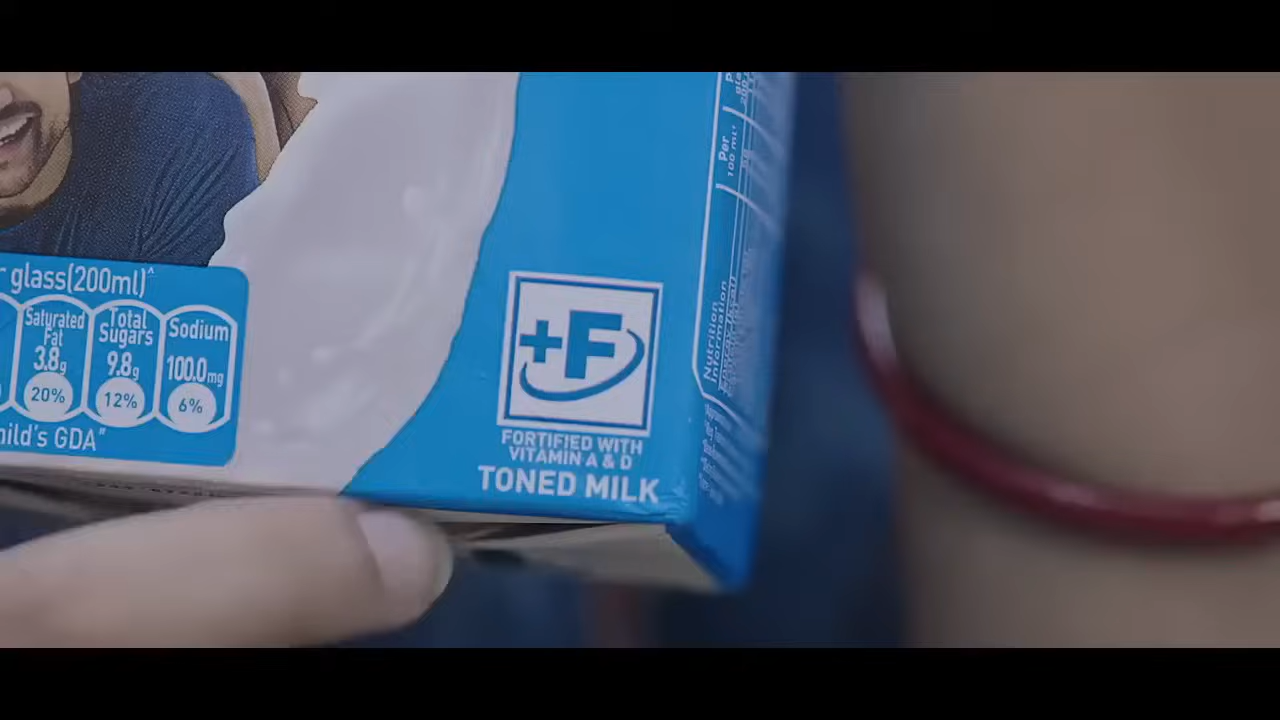 r glass(200ml)^
Saturated
Fat
3.8g
20%
Total
Sugars
9.8g
12%
Sodium
100.0mg
6%
hild's GDA"
+F
FORTIFIED WITH
VITAMIN A & D
TONED MILK
Nutrition
Information
Per
100 ml